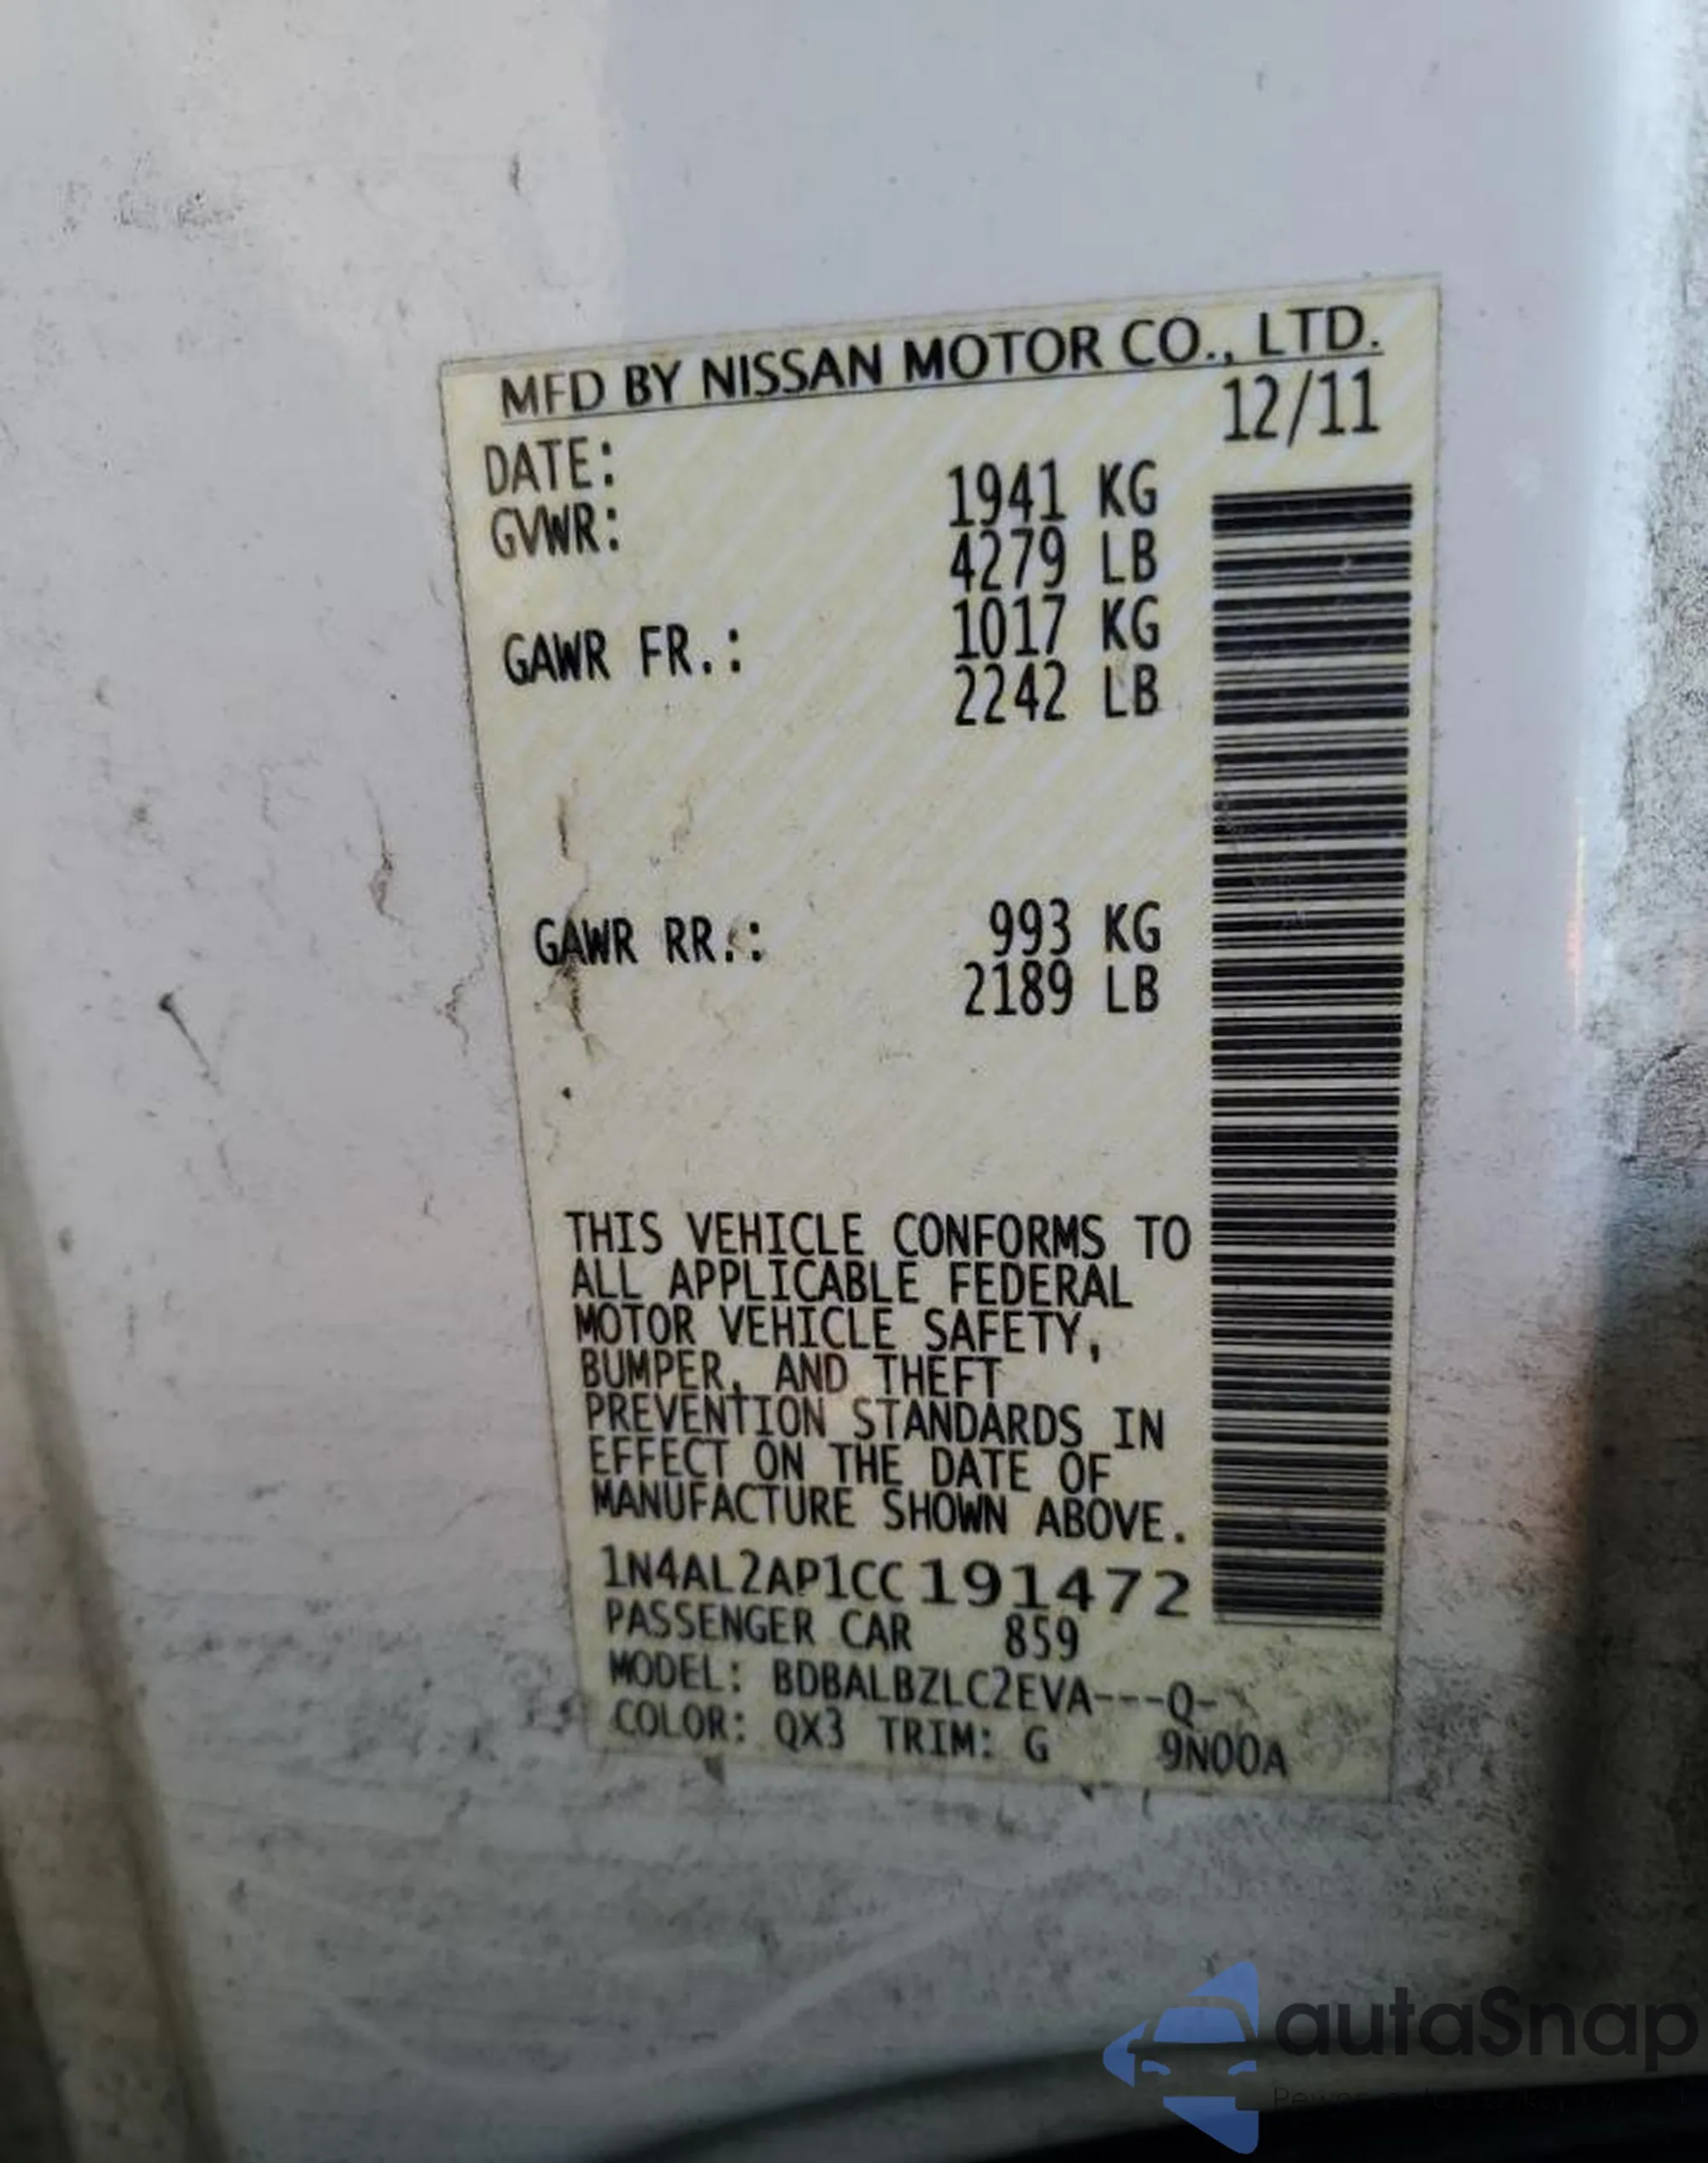 MFD BY NISSAN MOTOR CO., LTD.
DATE: 12/11
GVWR: 1941 KG
4279 LB
GAWR FR.: 1017 KG
2242 LB
GAWR RR.: 993 KG
2189 LB
THIS VEHICLE CONFORMS TO
ALL APPLICABLE FEDERAL
MOTOR VEHICLE SAFETY,
BUMPER, AND THEFT
PREVENTION STANDARDS IN
EFFECT ON THE DATE OF
MANUFACTURE SHOWN ABOVE.
1N4AL2AP1CC191472
PASSENGER CAR 859
MODEL: BDBALBZLC2EVA---Q-
COLOR: QX3 TRIM: G 9N00A
autaSnap